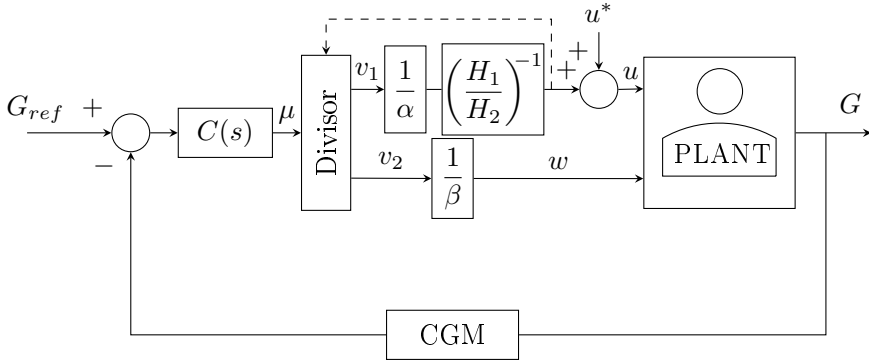 u*
G_ref + − C(s) μ
Divisor
v_1 1/α (H_1/H_2)^{-1} + + u
v_2 1/β w
PLANT
G
CGM